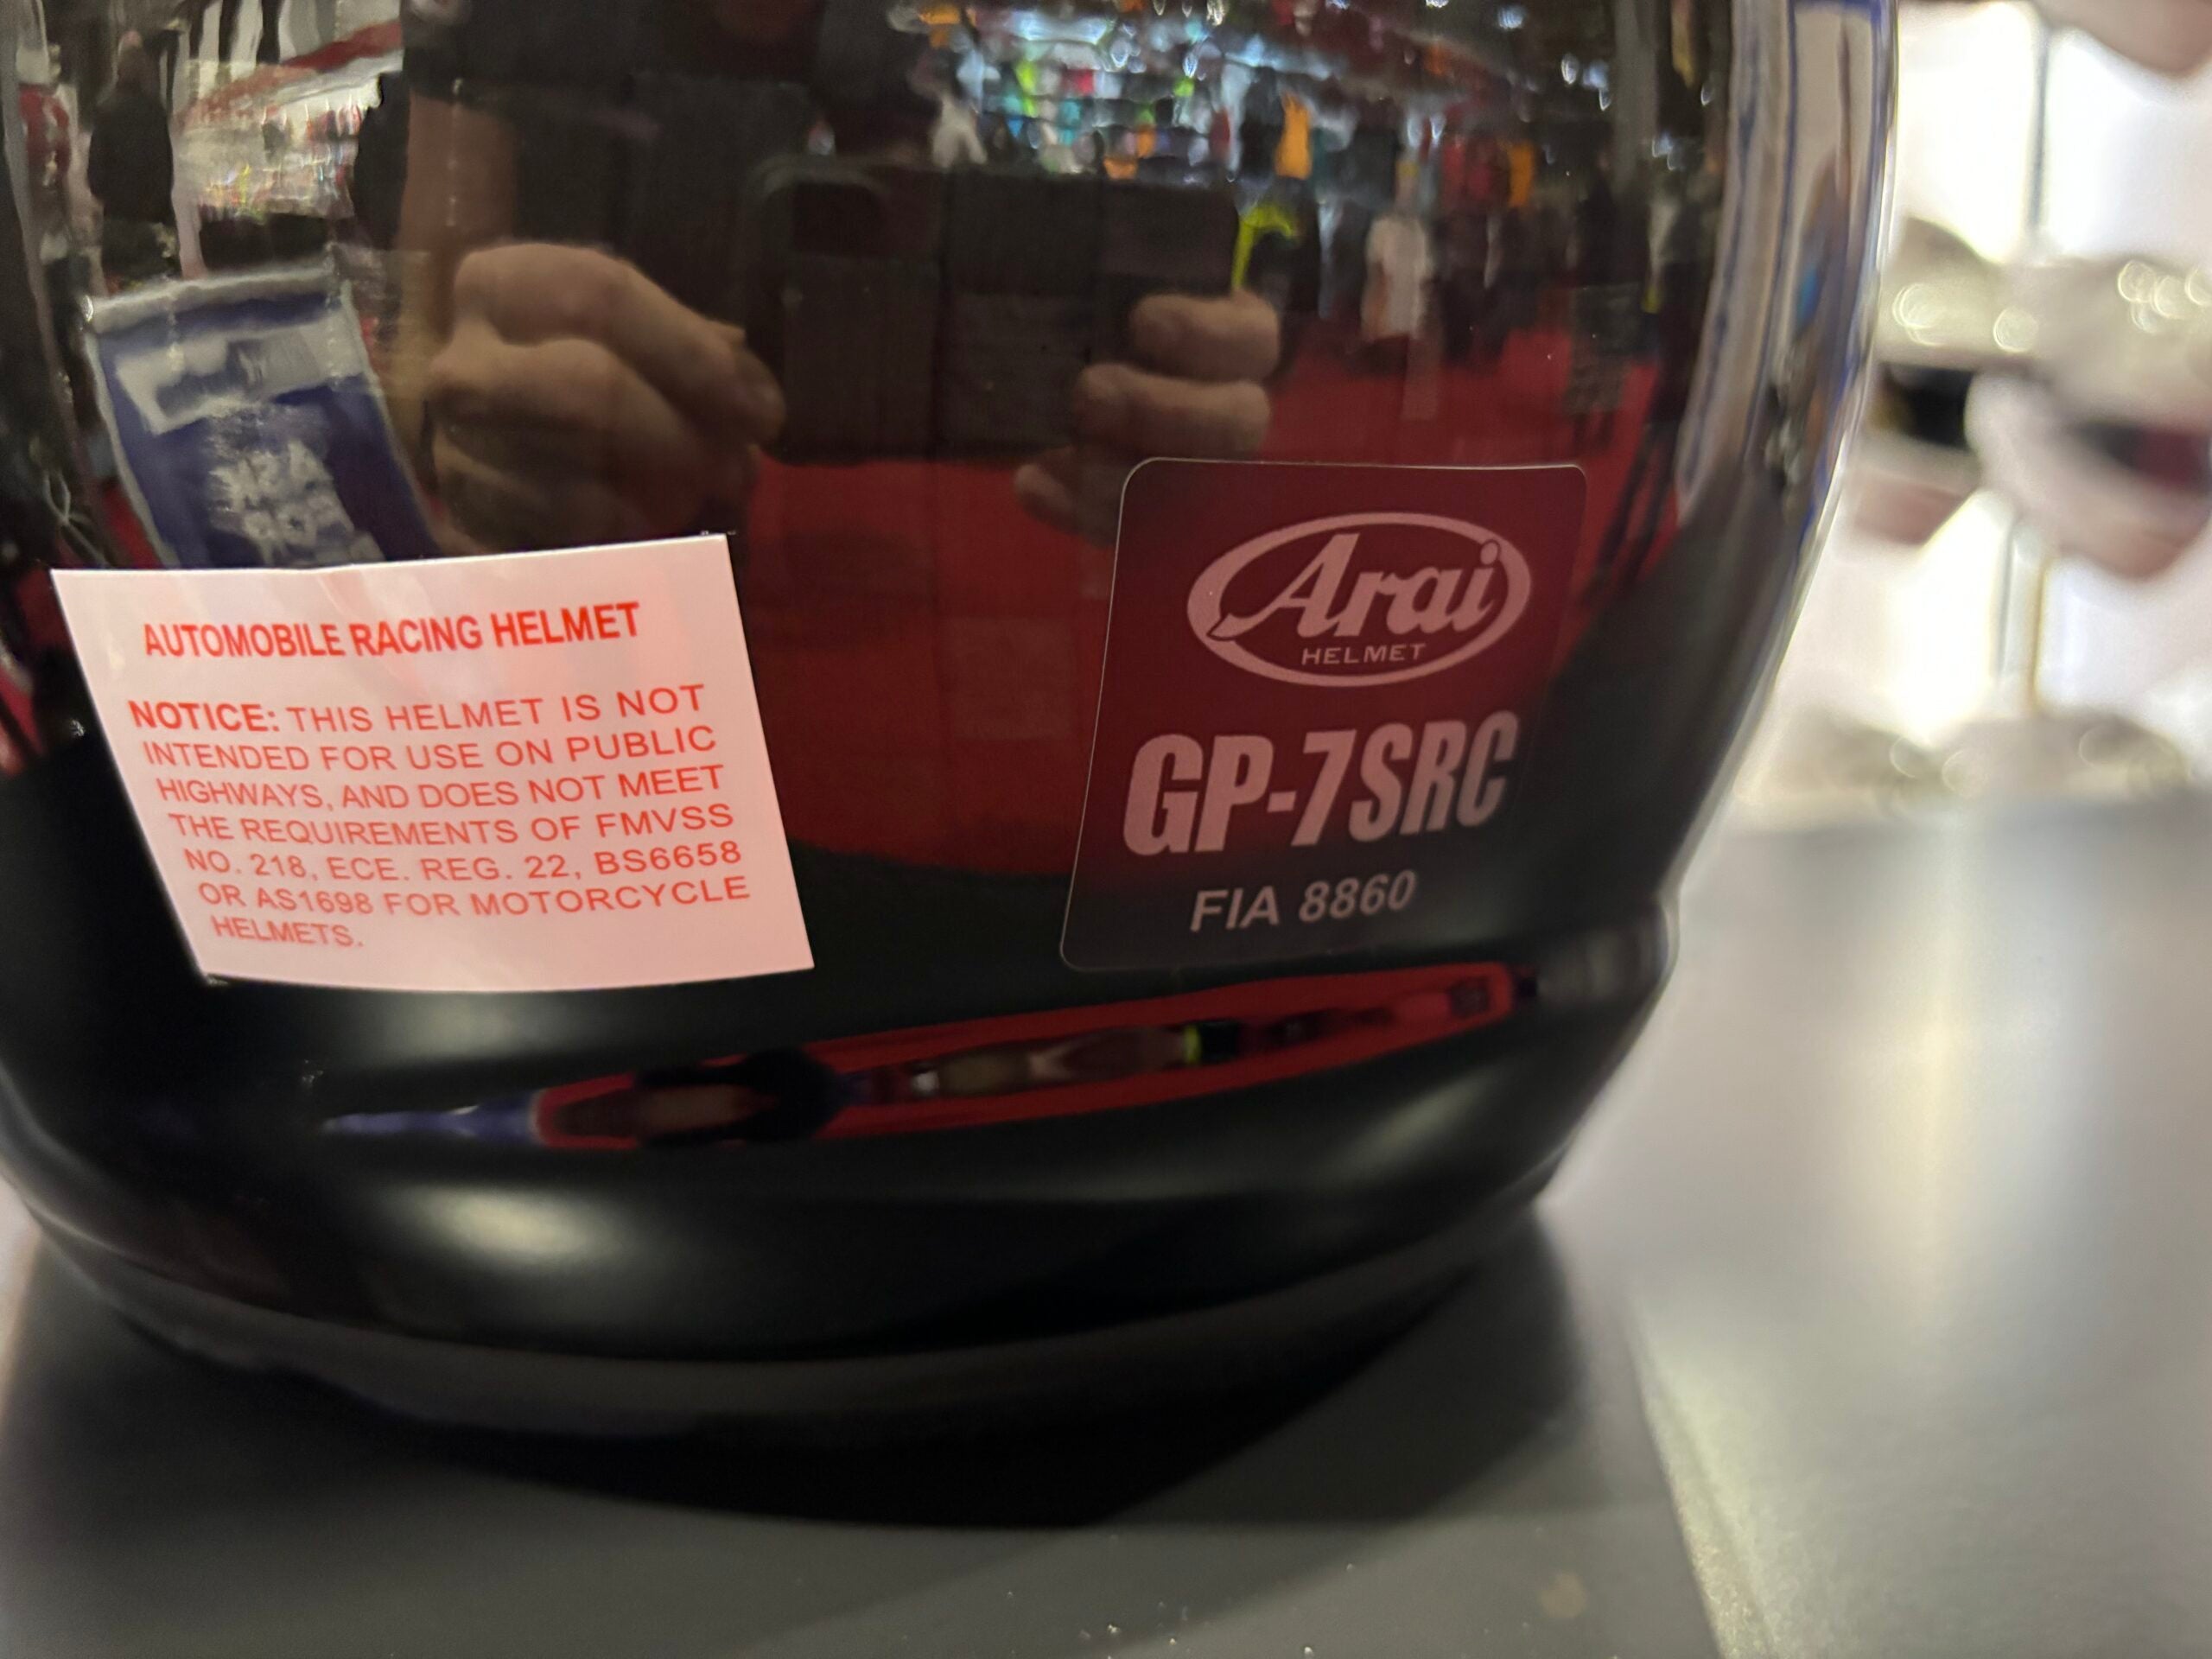 AUTOMOBILE RACING HELMET
NOTICE: THIS HELMET IS NOT
INTENDED FOR USE ON PUBLIC
HIGHWAYS, AND DOES NOT MEET
THE REQUIREMENTS OF FMVSS
NO. 218, ECE. REG. 22, BS6658
OR AS1698 FOR MOTORCYCLE
HELMETS.
Arai
HELMET
GP-7SRC
FIA 8860